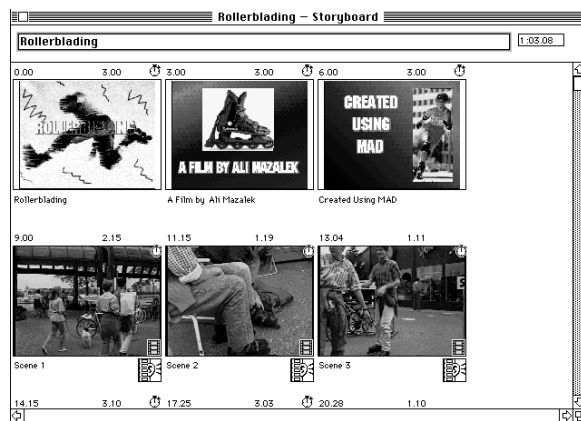 Rollerblading – Storyboard
Rollerblading
1:03.08
0.00 3.00 3.00 3.00 6.00 3.00
ROLLERBLADING
A FILM BY ALI MAZALEK
CREATED
USING
MAD
Rollerblading A Film by Ali Mazalek Created Using MAD
9.00 2.15 11.15 1.19 13.04 1.11
Scene 1 Scene 2 Scene 3
14.15 3.10 17.25 3.03 20.28 1.10